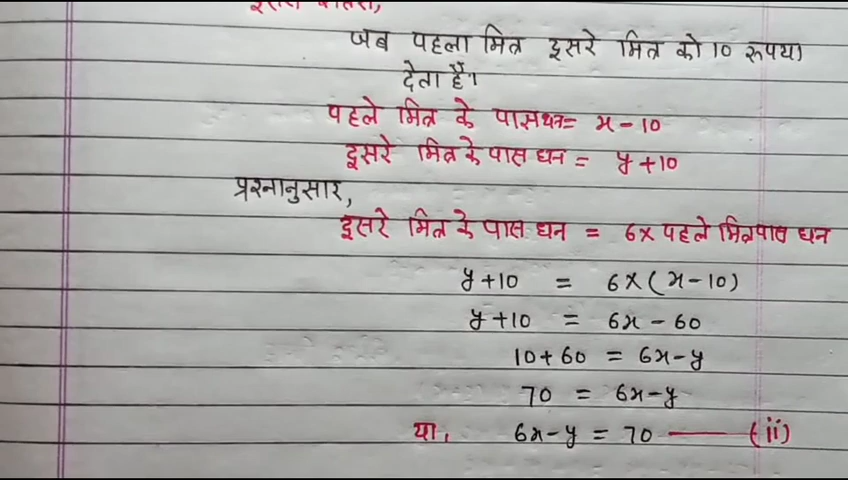 जब पहला मित्र दूसरे मित्र को 10 रूपया
देता है।
पहले मित्र के पास धन = x - 10
दूसरे मित्र के पास धन = y + 10
प्रश्नानुसार,
दूसरे मित्र के पास धन = 6 x पहले मित्र पास धन
y + 10 = 6 x (x - 10)
y + 10 = 6x - 60
10 + 60 = 6x - y
70 = 6x - y
या, 6x - y = 70 —— (ii)